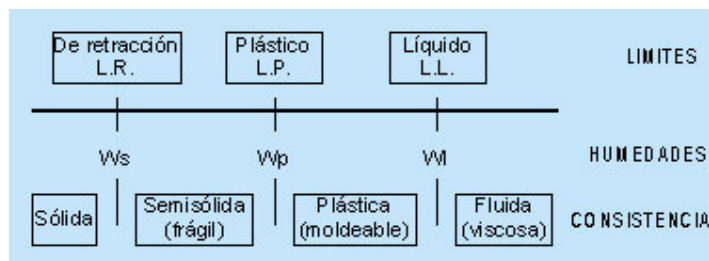 De retracción L.R.
Plástico L.P.
Líquido L.L.
LIMITES
Ws
Wp
Wl
HUMEDADES
Sólida
Semisólida (frágil)
Plástica (moldeable)
Fluida (viscosa)
CONSISTENCIA